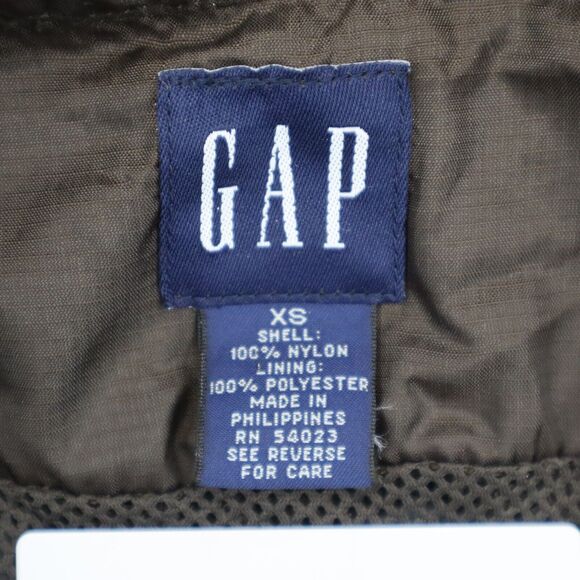 GAP
XS
SHELL:
100% NYLON
LINING:
100% POLYESTER
MADE IN
PHILIPPINES
RN 54023
SEE REVERSE
FOR CARE